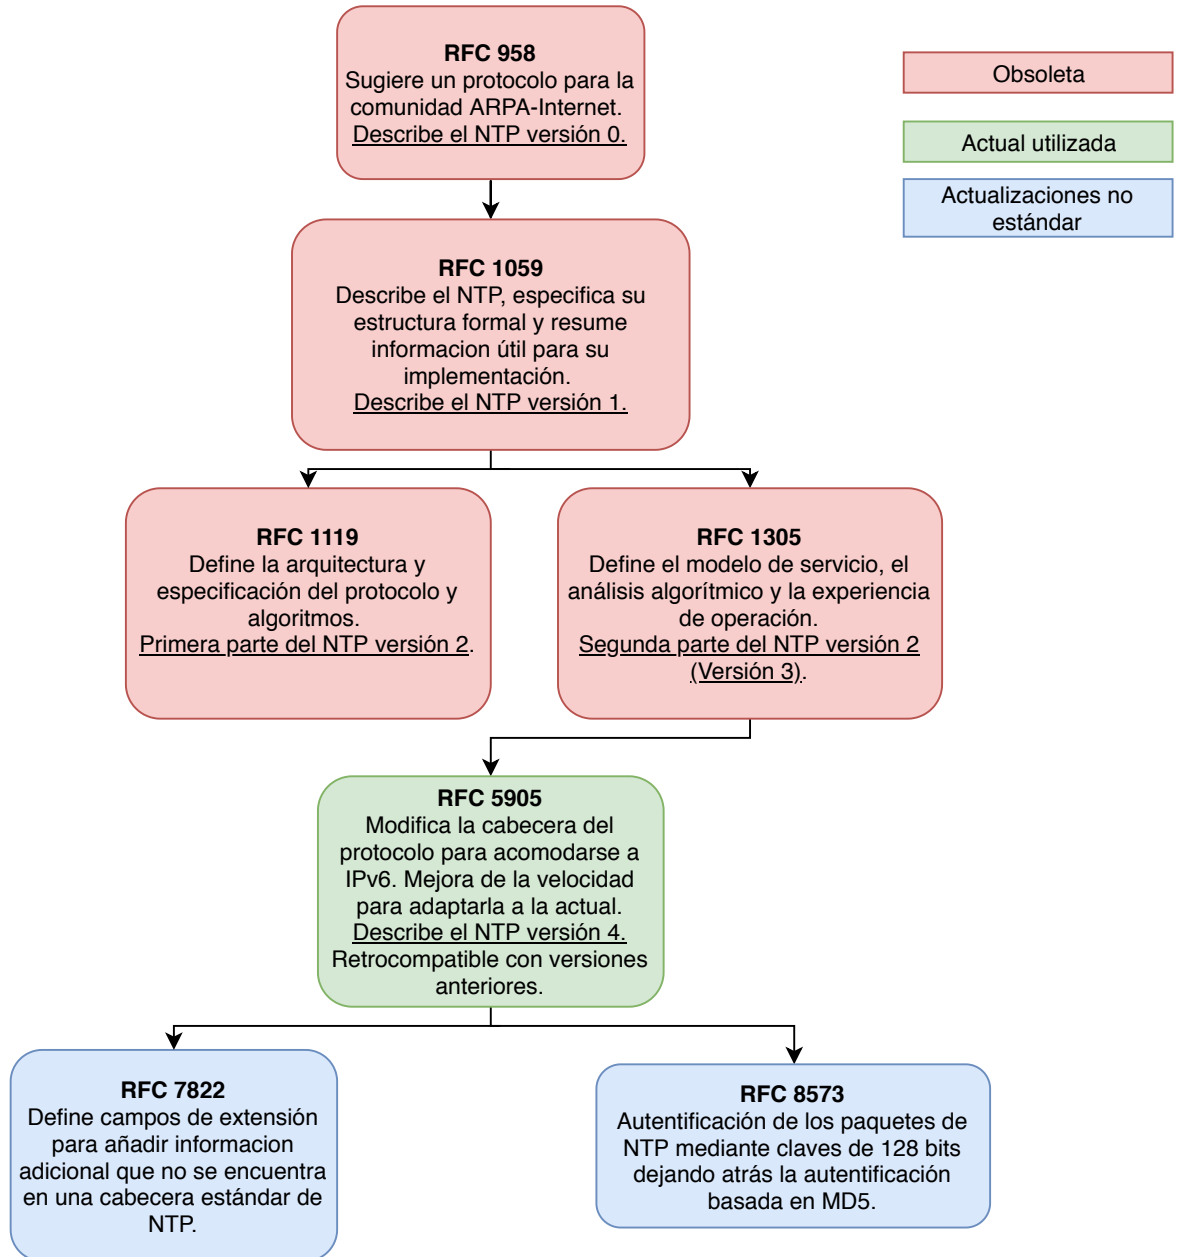 RFC 958
Sugiere un protocolo para la
comunidad ARPA-Internet.
Describe el NTP versión 0.
Obsoleta
Actual utilizada
Actualizaciones no
estándar
RFC 1059
Describe el NTP, especifica su
estructura formal y resume
informacion útil para su
implementación.
Describe el NTP versión 1.
RFC 1119
Define la arquitectura y
especificación del protocolo y
algoritmos.
Primera parte del NTP versión 2.
RFC 1305
Define el modelo de servicio, el
análisis algorítmico y la experiencia
de operación.
Segunda parte del NTP versión 2
(Versión 3).
RFC 5905
Modifica la cabecera del
protocolo para acomodarse a
IPv6. Mejora de la velocidad
para adaptarla a la actual.
Describe el NTP versión 4.
Retrocompatible con versiones
anteriores.
RFC 7822
Define campos de extensión
para añadir informacion
adicional que no se encuentra
en una cabecera estándar de
NTP.
RFC 8573
Autentificación de los paquetes de
NTP mediante claves de 128 bits
dejando atrás la autentificación
basada en MD5.